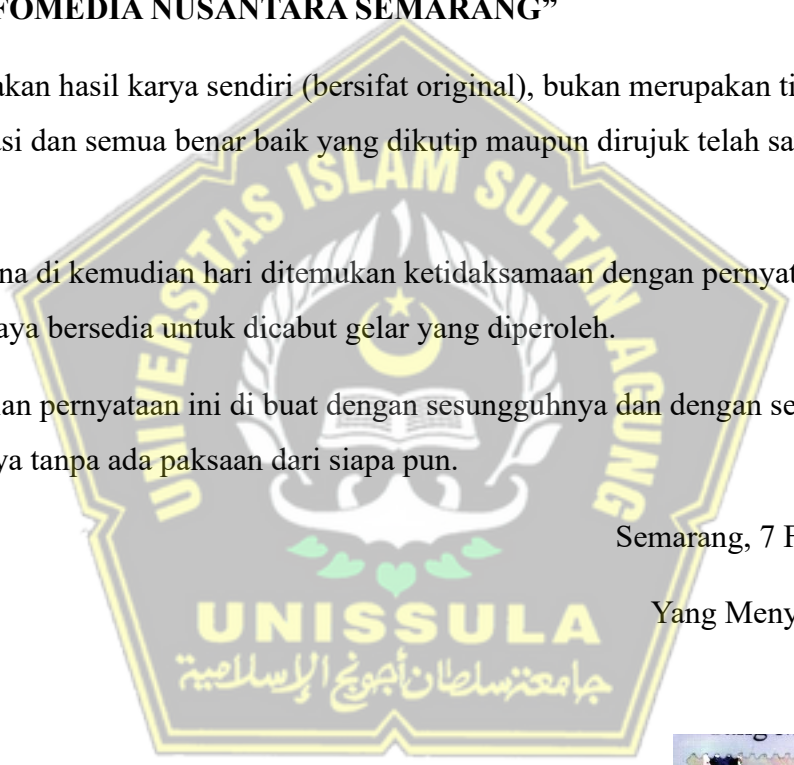 FOMEDIA NUSANTARA SEMARANG”
akan hasil karya sendiri (bersifat original), bukan merupakan ti
si dan semua benar baik yang dikutip maupun dirujuk telah sa
na di kemudian hari ditemukan ketidaksamaan dengan pernyat
aya bersedia untuk dicabut gelar yang diperoleh.
an pernyataan ini di buat dengan sesungguhnya dan dengan se
ya tanpa ada paksaan dari siapa pun.
Semarang, 7 F
Yang Meny
UNIVERSITAS ISLAM SULTAN AGUNG
UNISSULA
جامعتنسلطان أجونج الإسلامية